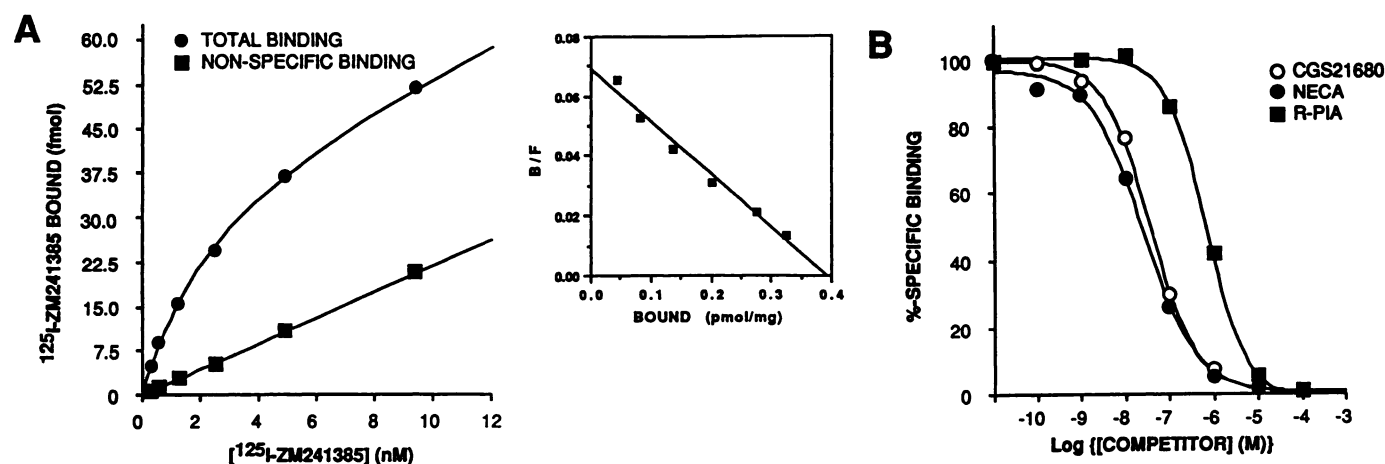 A
TOTAL BINDING
NON-SPECIFIC BINDING
125I-ZM241385 BOUND (fmol)
60.0
52.5
45.0
37.5
30.0
22.5
15.0
7.5
0
0 2 4 6 8 10 12
[125I-ZM241385] (nM)
B / F
0.08
0.06
0.04
0.02
0.00
0.0 0.1 0.2 0.3 0.4
BOUND (pmol/mg)
B
CGS21680
NECA
R-PIA
%-SPECIFIC BINDING
100
80
60
40
20
0
-10 -9 -8 -7 -6 -5 -4 -3
Log {[COMPETITOR] (M)}